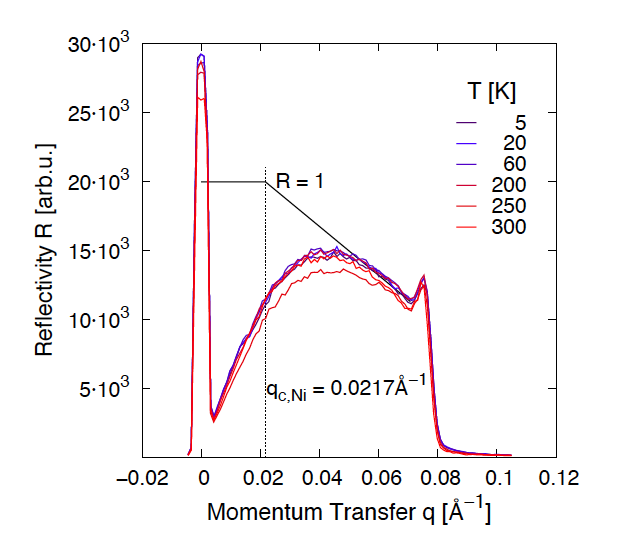 30·10³
25·10³
20·10³
15·10³
10·10³
5·10³
Reflectivity R [arb.u.]
T [K]
5
20
60
200
250
300
R = 1
qc,Ni = 0.0217Å⁻¹
−0.02 0 0.02 0.04 0.06 0.08 0.1 0.12
Momentum Transfer q [Å⁻¹]